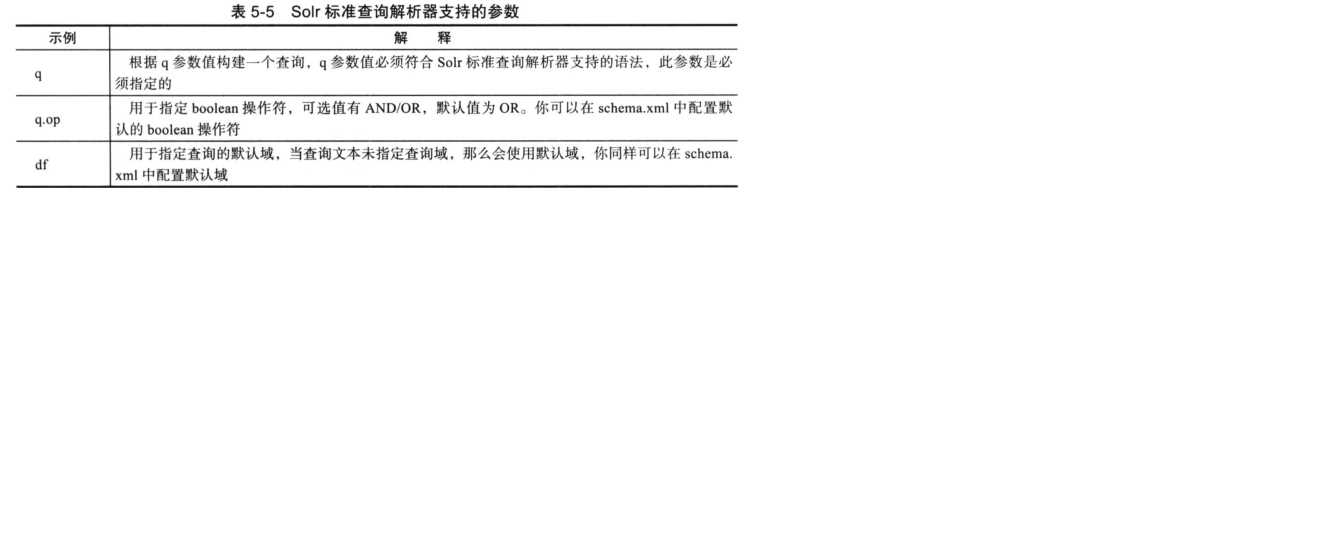 表 5-5 Solr 标准查询解析器支持的参数
示例 解 释
q 根据 q 参数值构建一个查询，q 参数值必须符合 Solr 标准查询解析器支持的语法，此参数是必
须指定的
q.op 用于指定 boolean 操作符，可选值有 AND/OR，默认值为 OR。你可以在 schema.xml 中配置默
认的 boolean 操作符
df 用于指定查询的默认域，当查询文本未指定查询域，那么会使用默认域，你同样可以在 schema.
xml 中配置默认域